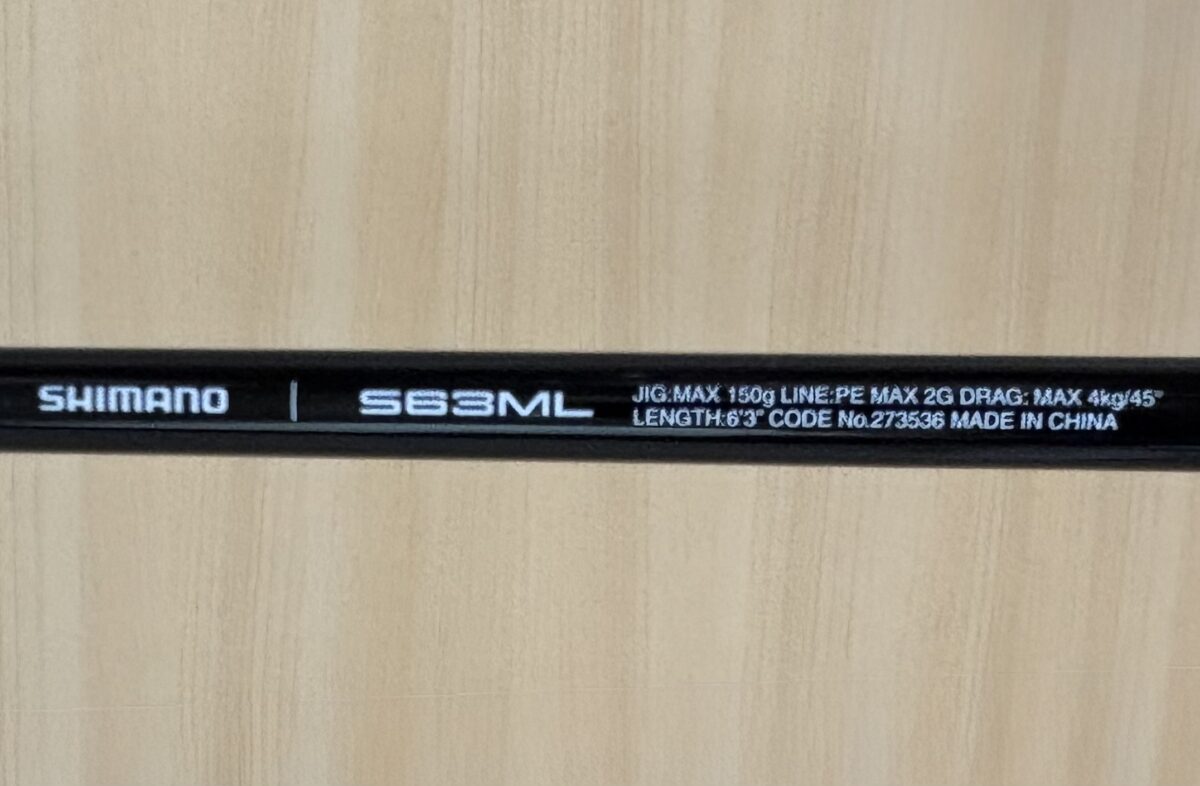 SHIMANO | S63ML
JIG:MAX 150g LINE:PE MAX 2G DRAG: MAX 4kg/45°
LENGTH:6'3" CODE No.273536 MADE IN CHINA